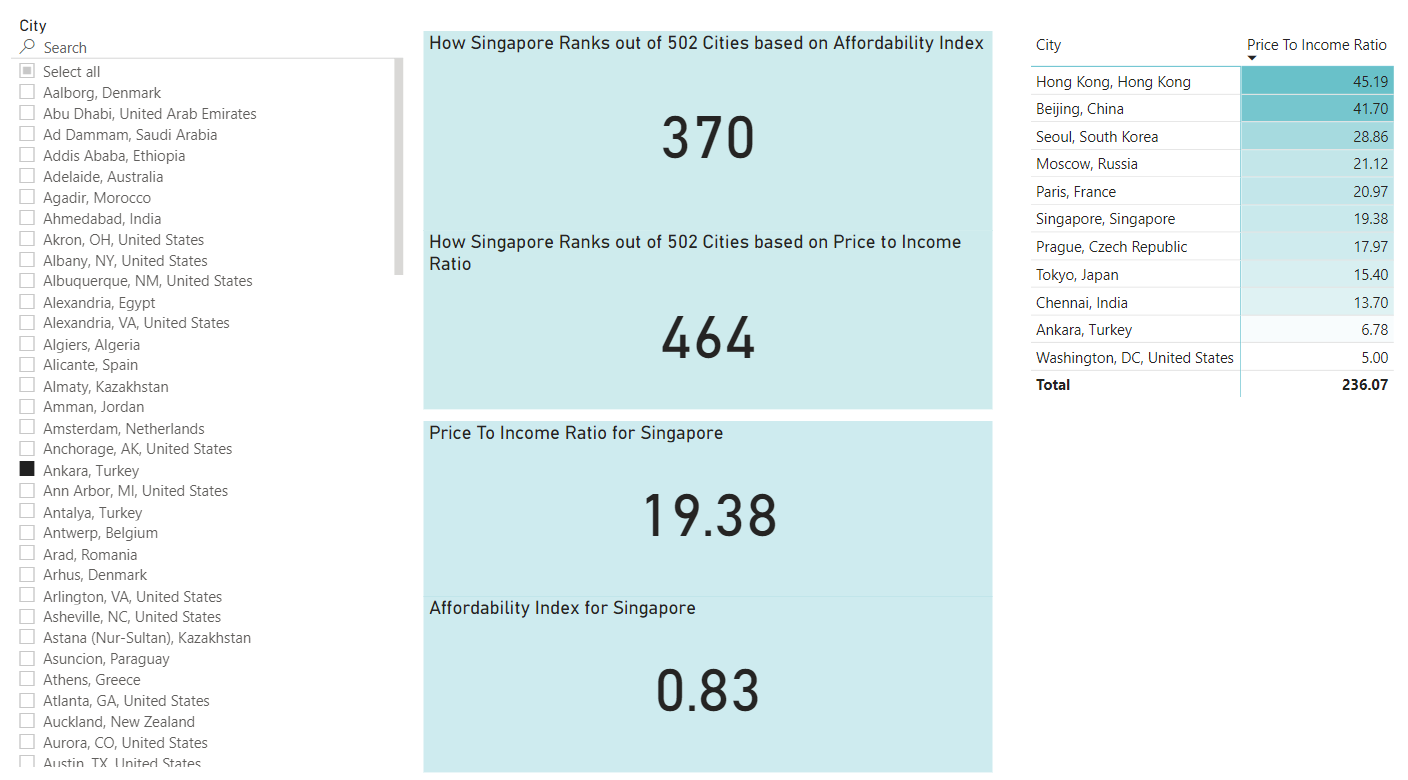 City
Search
Select all
Aalborg, Denmark
Abu Dhabi, United Arab Emirates
Ad Dammam, Saudi Arabia
Addis Ababa, Ethiopia
Adelaide, Australia
Agadir, Morocco
Ahmedabad, India
Akron, OH, United States
Albany, NY, United States
Albuquerque, NM, United States
Alexandria, Egypt
Alexandria, VA, United States
Algiers, Algeria
Alicante, Spain
Almaty, Kazakhstan
Amman, Jordan
Amsterdam, Netherlands
Anchorage, AK, United States
Ankara, Turkey
Ann Arbor, MI, United States
Antalya, Turkey
Antwerp, Belgium
Arad, Romania
Arhus, Denmark
Arlington, VA, United States
Asheville, NC, United States
Astana (Nur-Sultan), Kazakhstan
Asuncion, Paraguay
Athens, Greece
Atlanta, GA, United States
Auckland, New Zealand
Aurora, CO, United States
Austin, TX, United States
How Singapore Ranks out of 502 Cities based on Affordability Index
370
How Singapore Ranks out of 502 Cities based on Price to Income
Ratio
464
Price To Income Ratio for Singapore
19.38
Affordability Index for Singapore
0.83
City Price To Income Ratio
Hong Kong, Hong Kong 45.19
Beijing, China 41.70
Seoul, South Korea 28.86
Moscow, Russia 21.12
Paris, France 20.97
Singapore, Singapore 19.38
Prague, Czech Republic 17.97
Tokyo, Japan 15.40
Chennai, India 13.70
Ankara, Turkey 6.78
Washington, DC, United States 5.00
Total 236.07